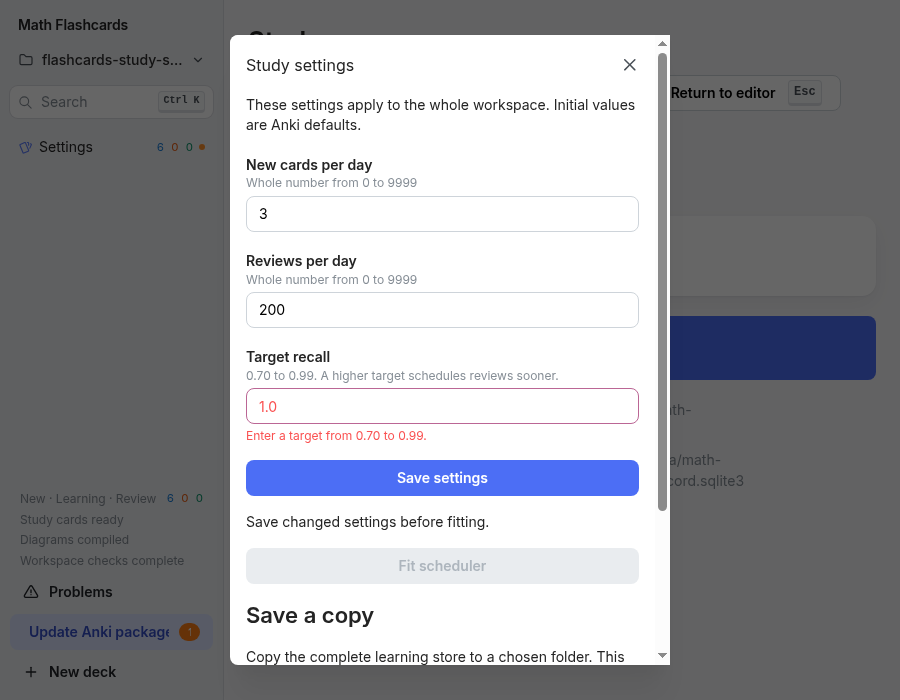 Math Flashcards
flashcards-study-s...
Search
Ctrl K
Settings
6 0 0
New · Learning · Review 6 0 0
Study cards ready
Diagrams compiled
Workspace checks complete
Problems
Update Anki package
1
New deck
Study settings
These settings apply to the whole workspace. Initial values
are Anki defaults.
New cards per day
Whole number from 0 to 9999
3
Reviews per day
Whole number from 0 to 9999
200
Target recall
0.70 to 0.99. A higher target schedules reviews sooner.
1.0
Enter a target from 0.70 to 0.99.
Save settings
Save changed settings before fitting.
Fit scheduler
Save a copy
Copy the complete learning store to a chosen folder. This
Return to editor
Esc
ath-
a/math-
cord.sqlite3